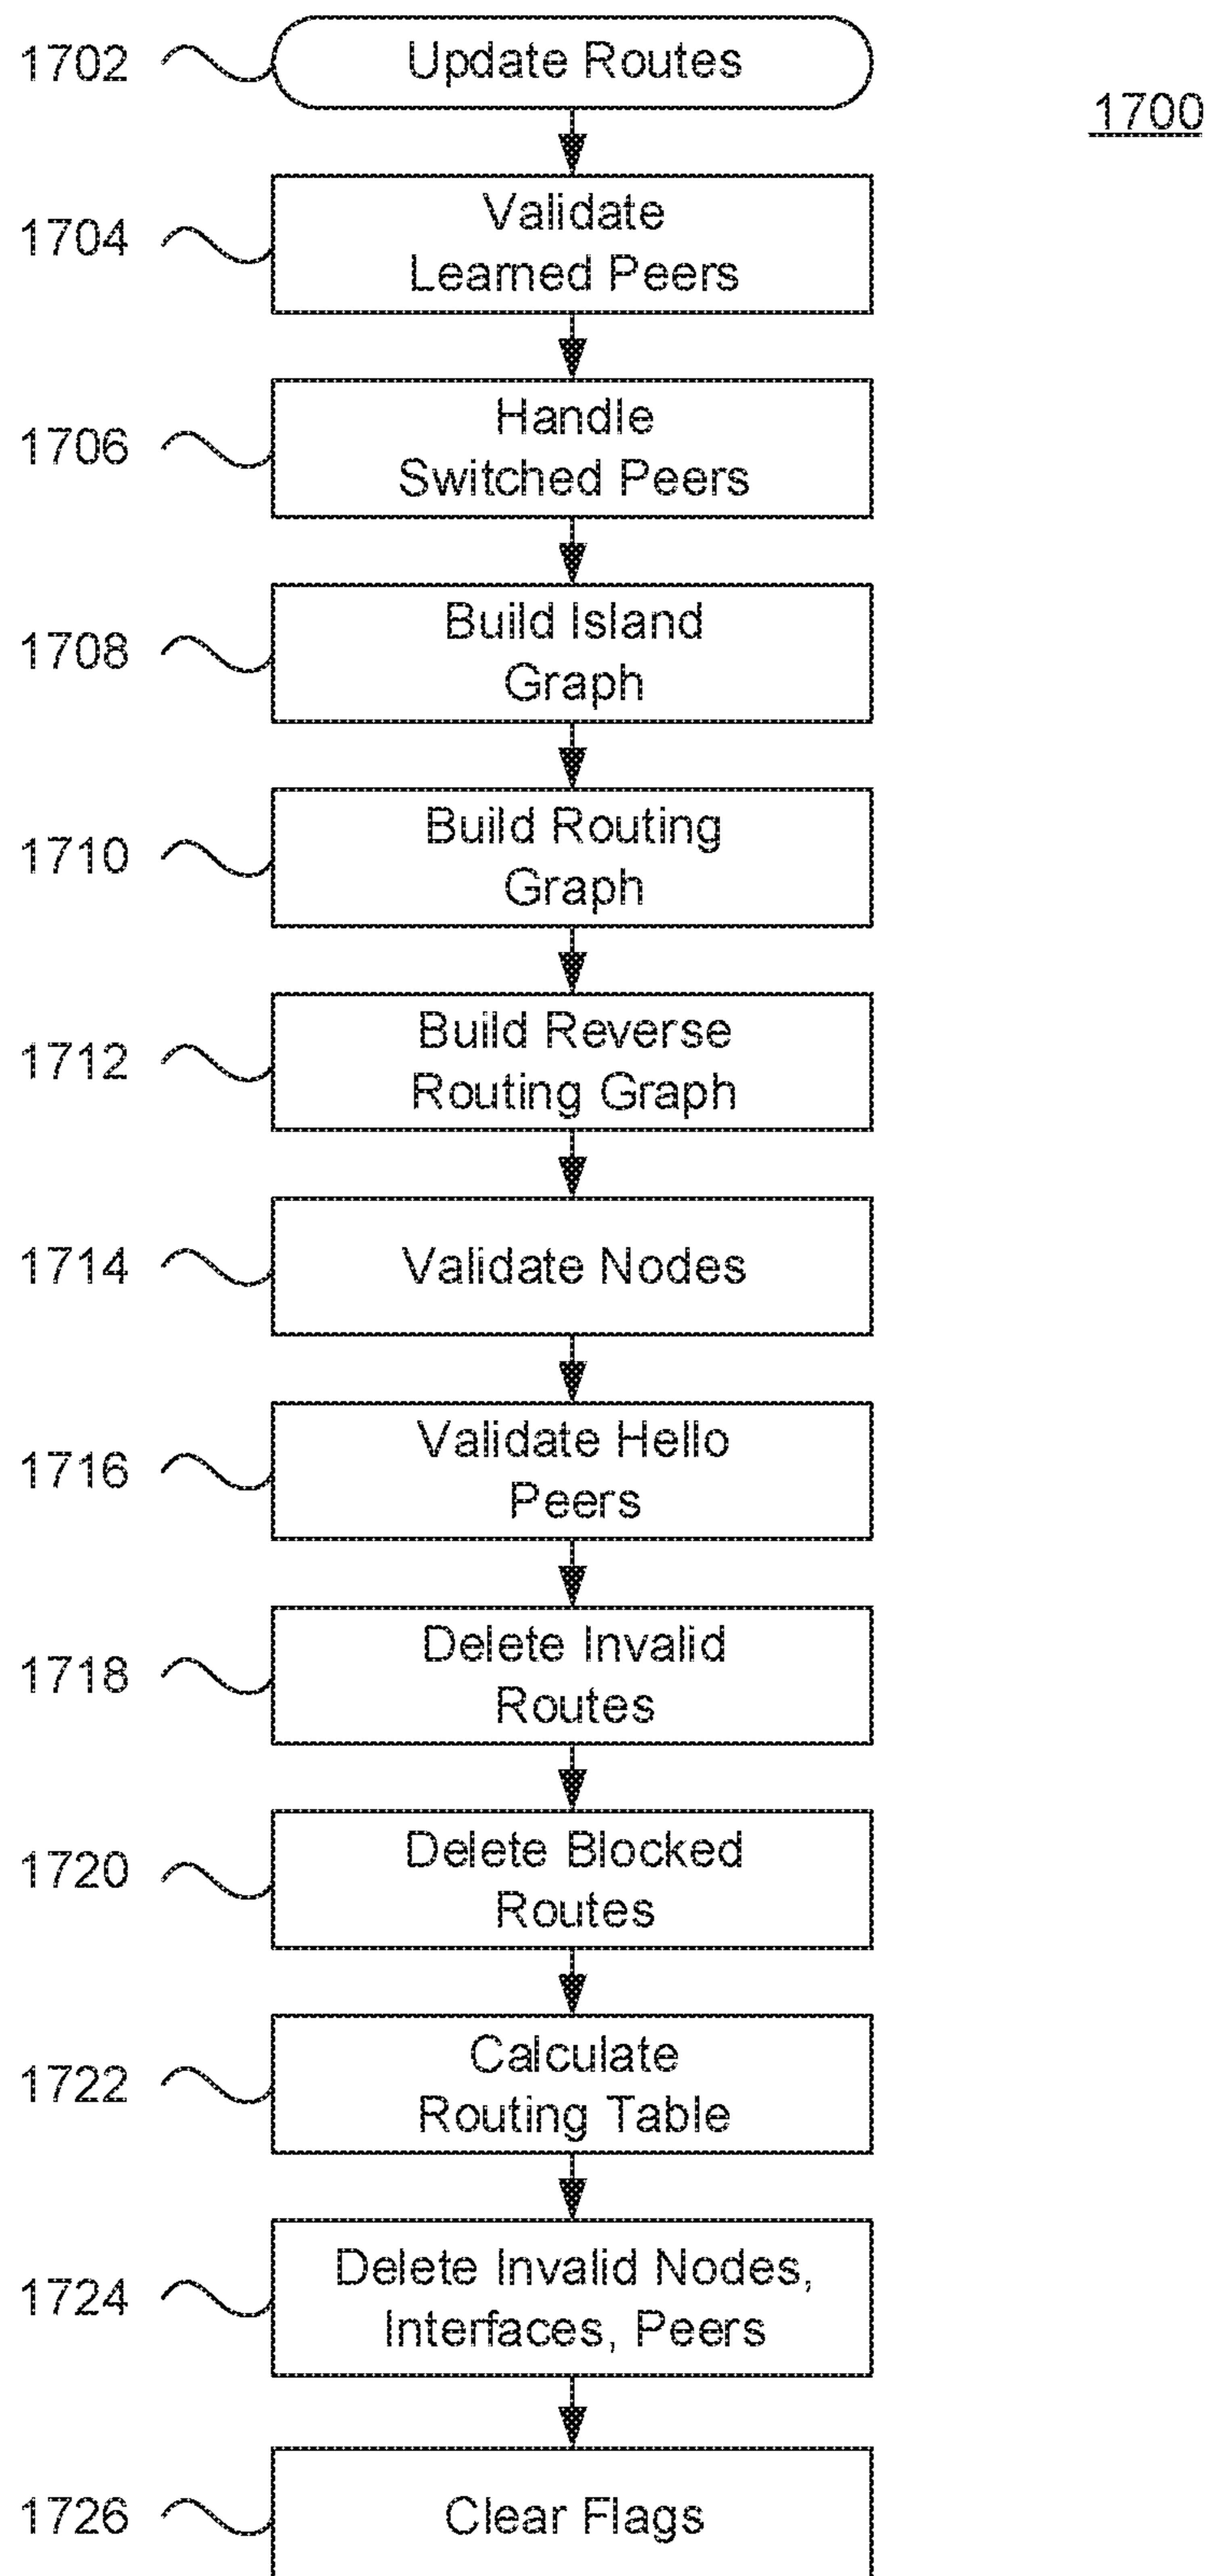 1702 Update Routes
1700
Validate
1704
Learned Peers
Handle
1706
Switched Peers
Build Island
1708
Graph
Build Routing
1710
Graph
Build Reverse
1712
Routing Graph
1714 Validate Nodes
Validate Hello
1716
Peers
Delete Invalid
1718
Routes
Delete Blocked
1720
Routes
Calculate
1722
Routing Table
Delete Invalid Nodes,
1724
Interfaces, Peers
1726 Clear Flags